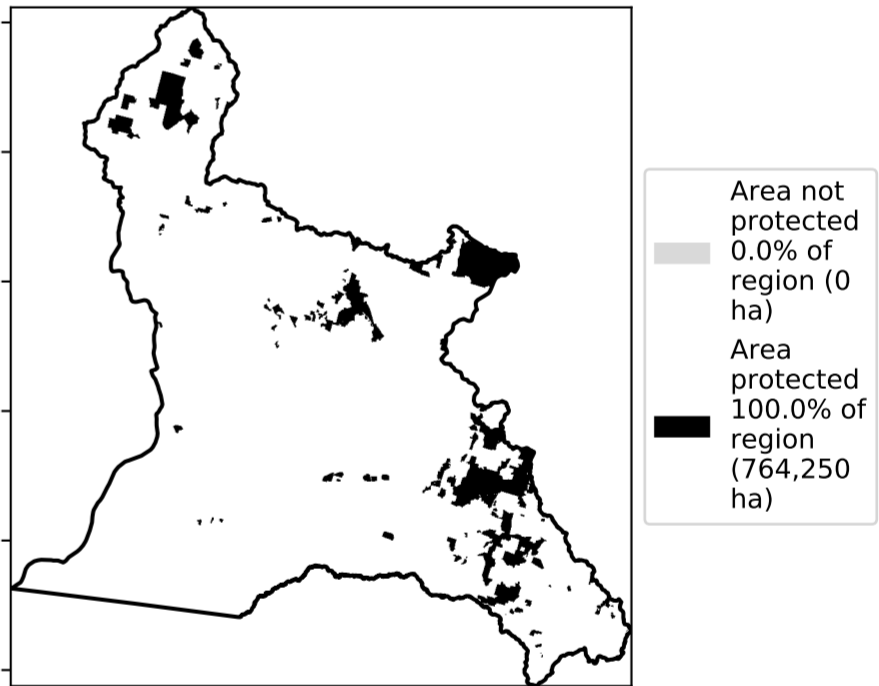 Area not
protected
0.0% of
region (0
ha)
Area
protected
100.0% of
region
(764,250
ha)